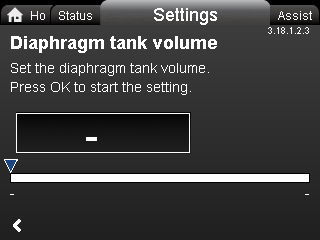 Ho Status Settings Assist
3.18.1.2.3
Diaphragm tank volume
Set the diaphragm tank volume.
Press OK to start the setting.
-
- -